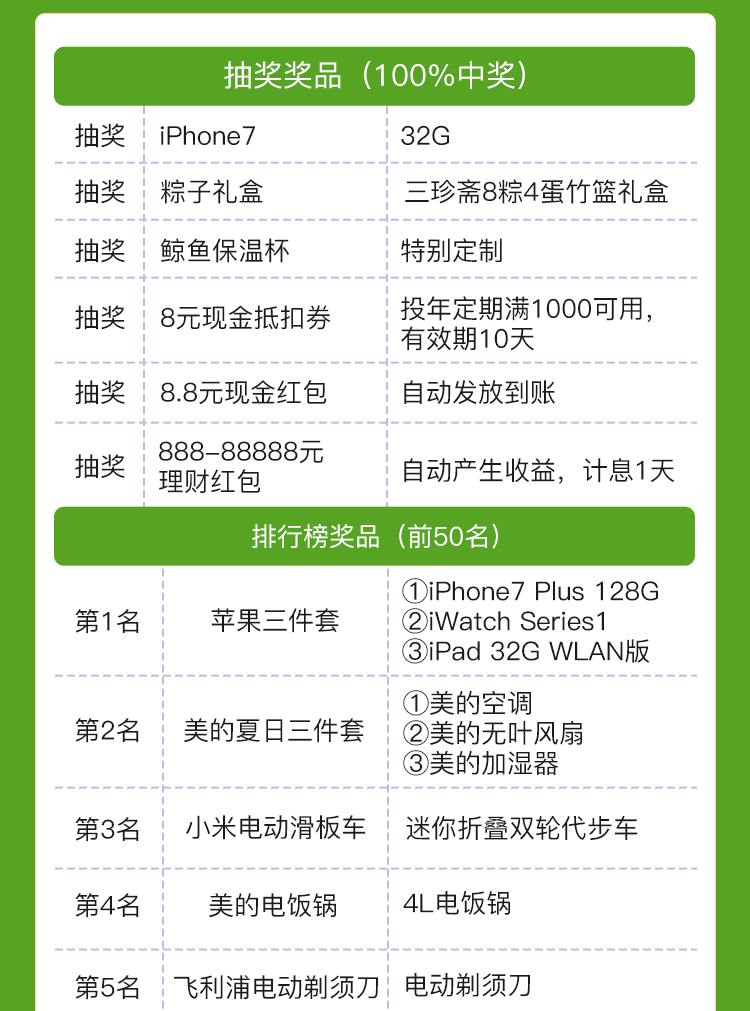 抽奖奖品（100%中奖）
抽奖 iPhone7 32G
抽奖 粽子礼盒 三珍斋8粽4蛋竹篮礼盒
抽奖 鲸鱼保温杯 特别定制
抽奖 8元现金抵扣券 投年定期满1000可用，
有效期10天
抽奖 8.8元现金红包 自动发放到账
抽奖 888-88888元
理财红包 自动产生收益，计息1天
排行榜奖品（前50名）
第1名 苹果三件套 ①iPhone7 Plus 128G
②iWatch Series1
③iPad 32G WLAN版
第2名 美的夏日三件套 ①美的空调
②美的无叶风扇
③美的加湿器
第3名 小米电动滑板车 迷你折叠双轮代步车
第4名 美的电饭锅 4L电饭锅
第5名 飞利浦电动剃须刀 电动剃须刀